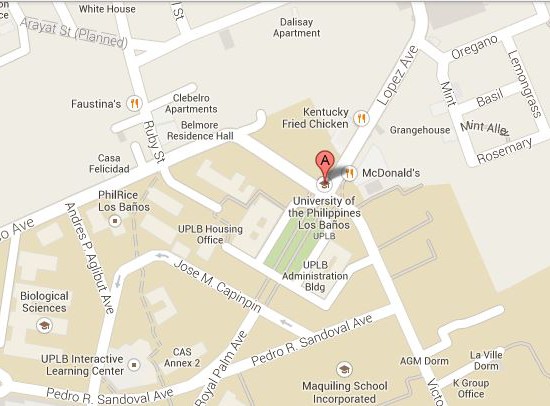 White House
l St
Dalisay
Apartment
Arayat St (Planned)
Lopez Ave
Oregano
Lemongrass
Mint
Basil
Faustina's
Clebelro
Apartments
Kentucky
Fried Chicken
Mint Alley
Ruby St
Belmore
Residence Hall
Grangehouse
Rosemary
Casa
Felicidad
A
McDonald's
PhilRice
Los Baños
University of
the Philippines
Los Baños
UPLB
o Ave
Andres P. Aglibut Ave
UPLB Housing
Office
UPLB
Administration
Bldg
Jose M. Capinpin
Biological
Sciences
Royal Palm Ave
Pedro R. Sandoval Ave
UPLB Interactive
Learning Center
CAS
Annex 2
AGM Dorm
La Ville
Dorm
K Group
Office
Maquiling School
Incorporated
Pedro R. Sandoval Ave
Victo